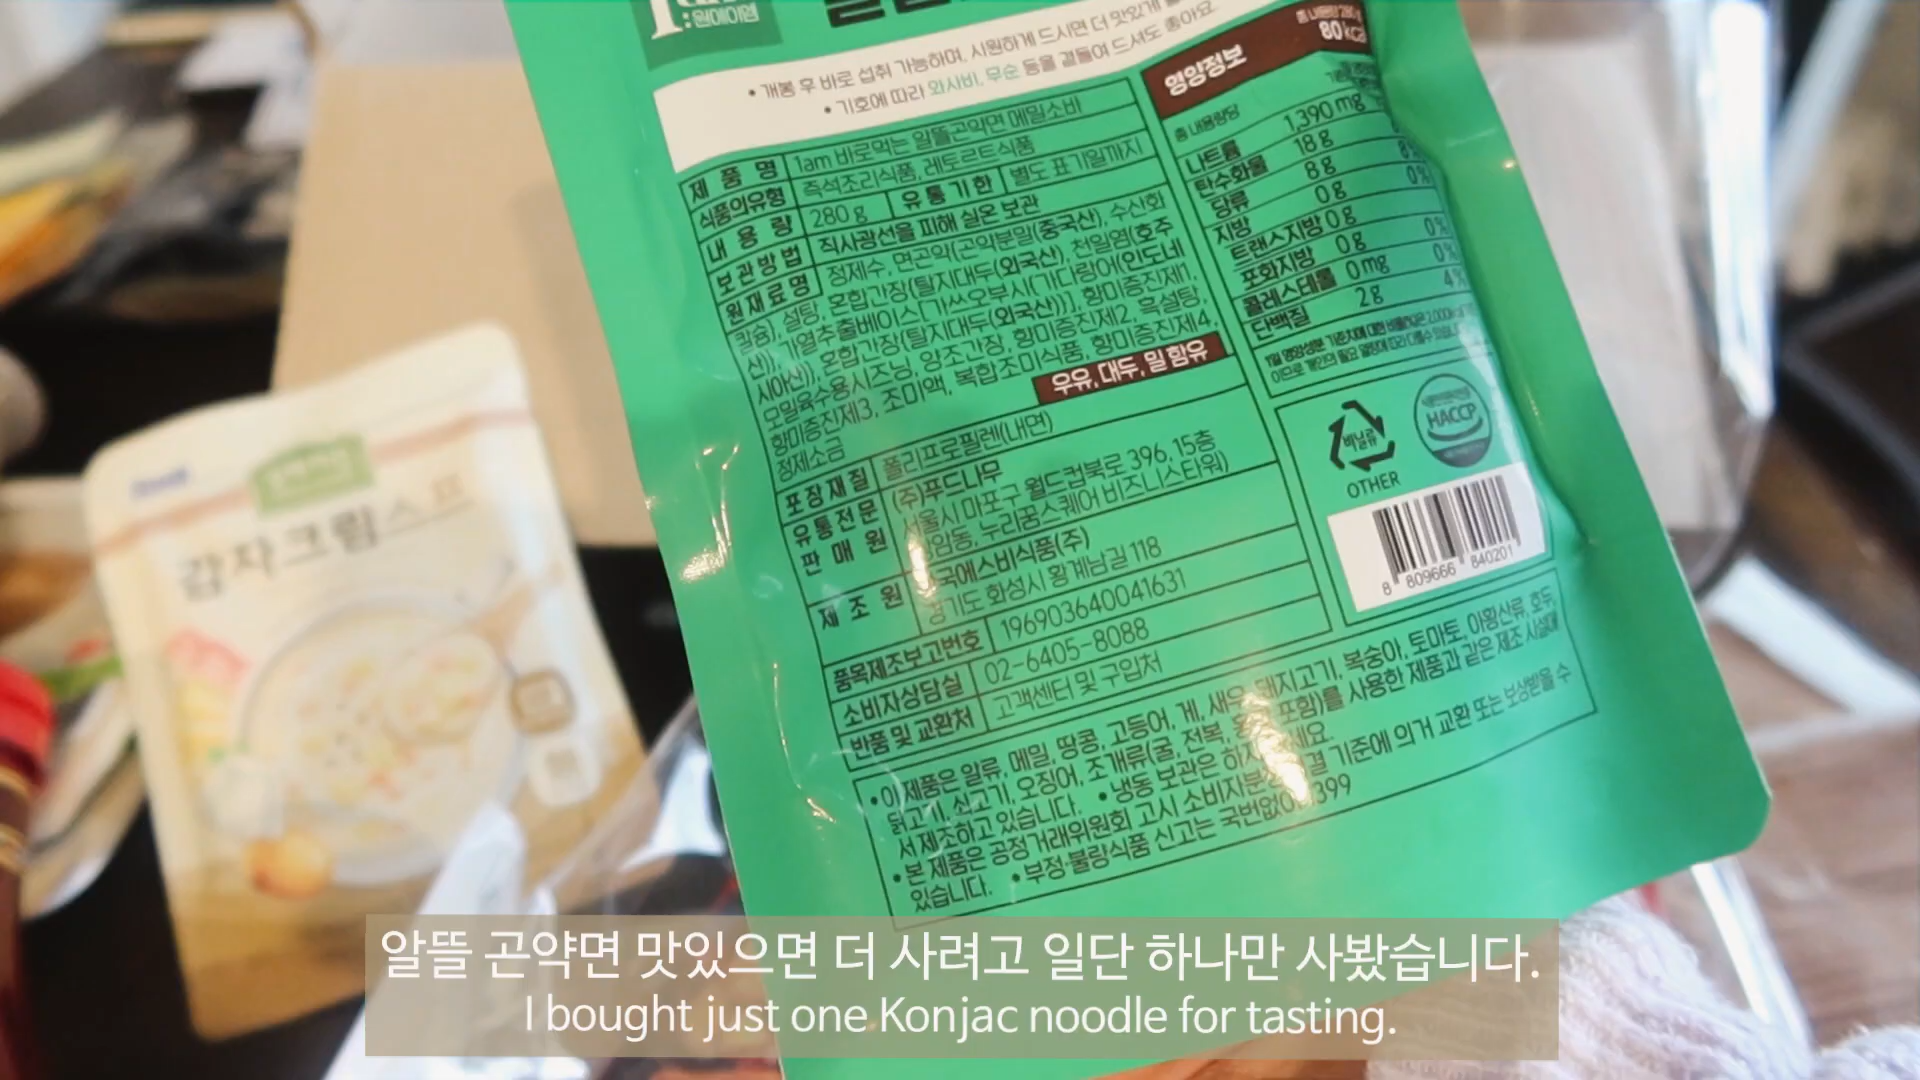 :원에이엠
• 개봉 후 바로 섭취 가능하며, 시원하게 드시면 더 맛있게
• 기호에 따라 와사비, 무순 등을 곁들여 드셔도 좋아요
제품명 1am 바로먹는 알뜰곤약면 메밀소바
식품의유형 즉석조리식품, 레토르트식품
내용량 280 g 유통기한 별도 표기일까지
보관방법 직사광선을 피해 실온 보관
원재료명 정제수, 면곤약(곤약분말(중국산), 수산화
칼슘), 설탕, 혼합간장[탈지대두(외국산), 천일염(호주
산)], 가열추출베이스[가쓰오부시(가다랑어(인도네
시아산)), 혼합간장(탈지대두(외국산))], 향미증진제1,
모밀육수용시즈닝, 양조간장, 향미증진제2, 흑설탕,
향미증진제3, 조미액, 복합조미식품, 향미증진제4,
정제소금
우유, 대두, 밀 함유
포장재질 폴리프로필렌(내면)
유통전문판매원 (주)푸드나무
서울시 마포구 월드컵북로 396, 15층
암동, 누리꿈스퀘어 비즈니스타워)
제조원 국에스비식품(주)
경기도 화성시 황계남길 118
품목제조보고번호 196903640041631
소비자상담실 02-6405-8088
반품 및 교환처 고객센터 및 구입처
• 이 제품은 알류, 메밀, 땅콩, 고등어, 게, 새우, 돼지고기, 복숭아, 토마토, 아황산류, 호두,
닭고기, 쇠고기, 오징어, 조개류(굴, 전복, 포함)를 사용한 제품과 같은 제조 시설에
서 제조하고 있습니다. • 냉동 보관은 하지
• 본 제품은 공정거래위원회 고시 소비자분쟁 해결 기준에 의거 교환 또는 보상받을 수
있습니다. • 부정·불량식품 신고는 국번없이 1399
영양정보
총 내용량 280 g
80 kcal
총 내용량당
나트륨 1,390 mg
탄수화물 18 g
당류 8 g 8%
지방 0 g 0%
트랜스지방 0 g
포화지방 0 g 0%
콜레스테롤 0 mg 0%
단백질 2 g 4%
비닐류
OTHER
HACCP
8 809666 840201
감자크림스프
알뜰 곤약면 맛있으면 더 사려고 일단 하나만 사봤습니다.
I bought just one Konjac noodle for tasting.